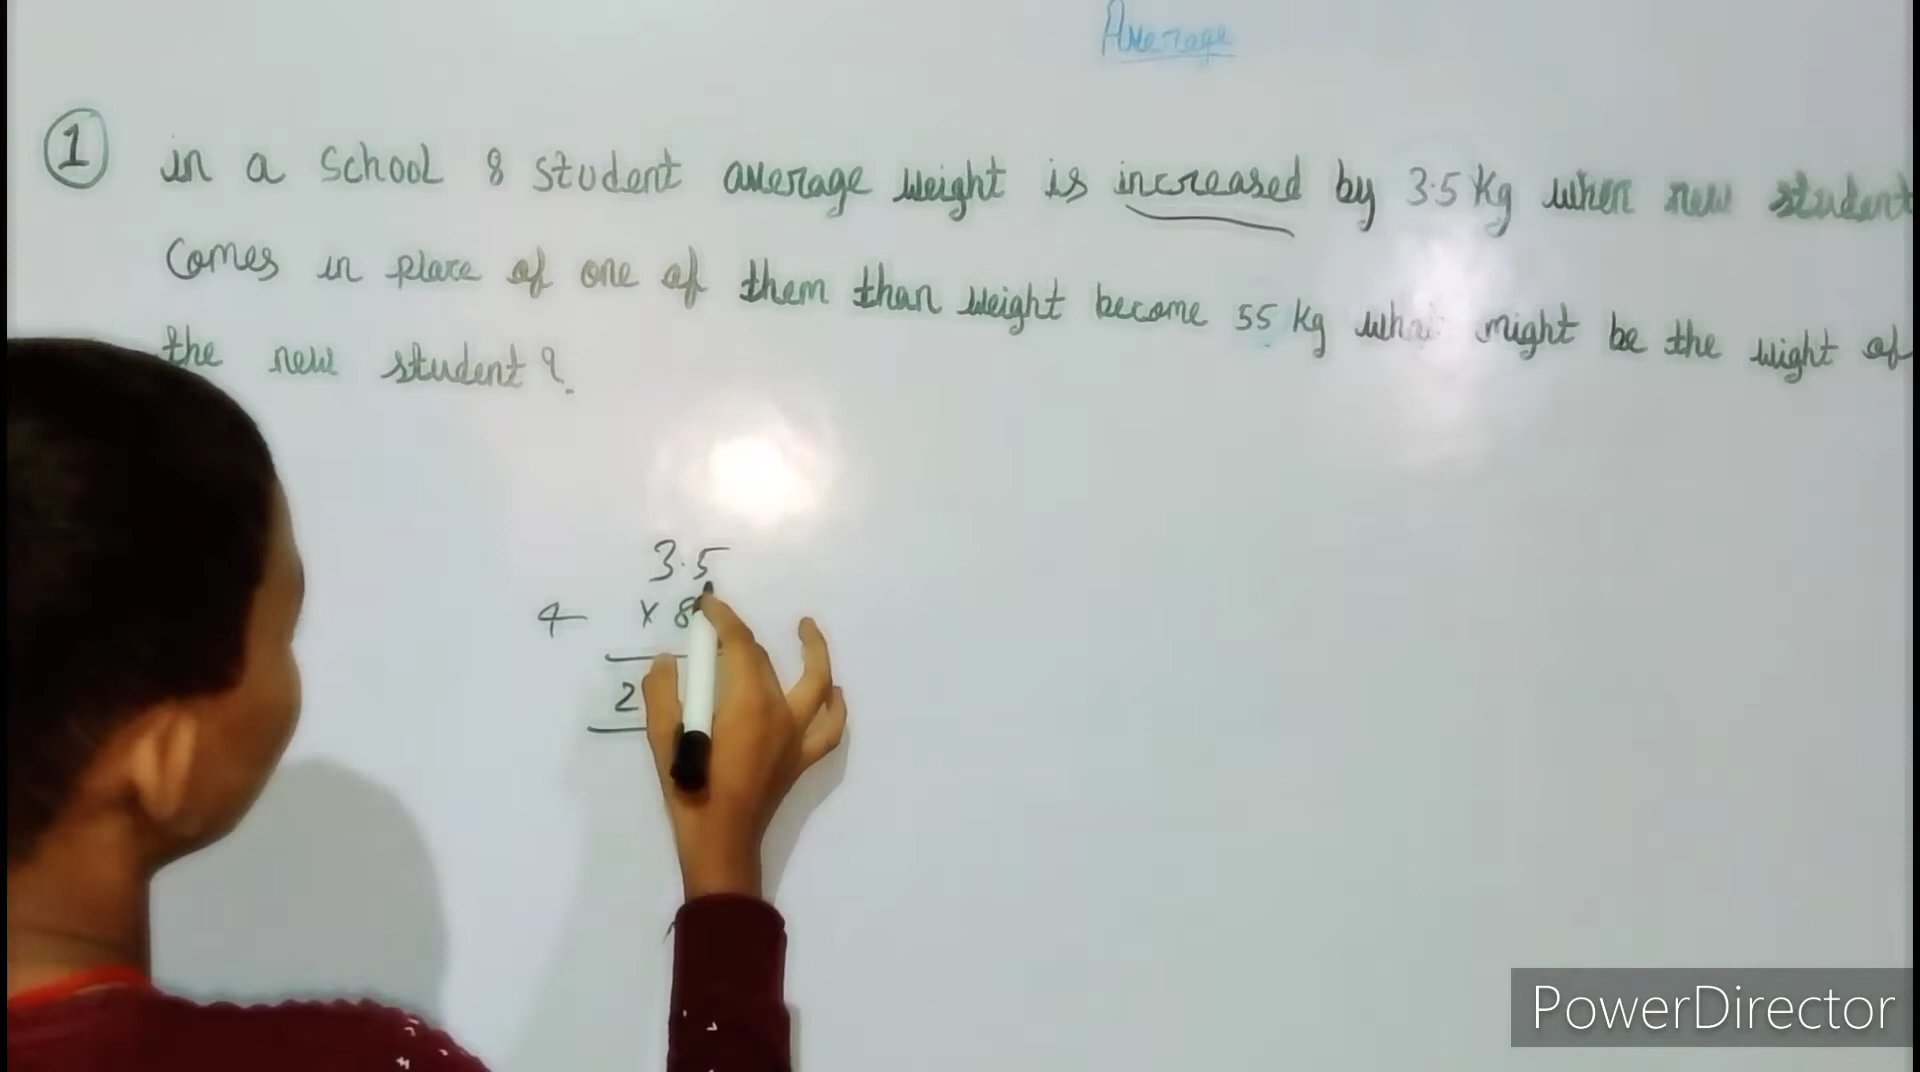 Average
1 in a School 8 student average weight is increased by 3.5 Kg when new student
Comes in place of one of them than weight become 55 Kg what might be the wight of
the new student?
3.5
4 × 8
2
PowerDirector